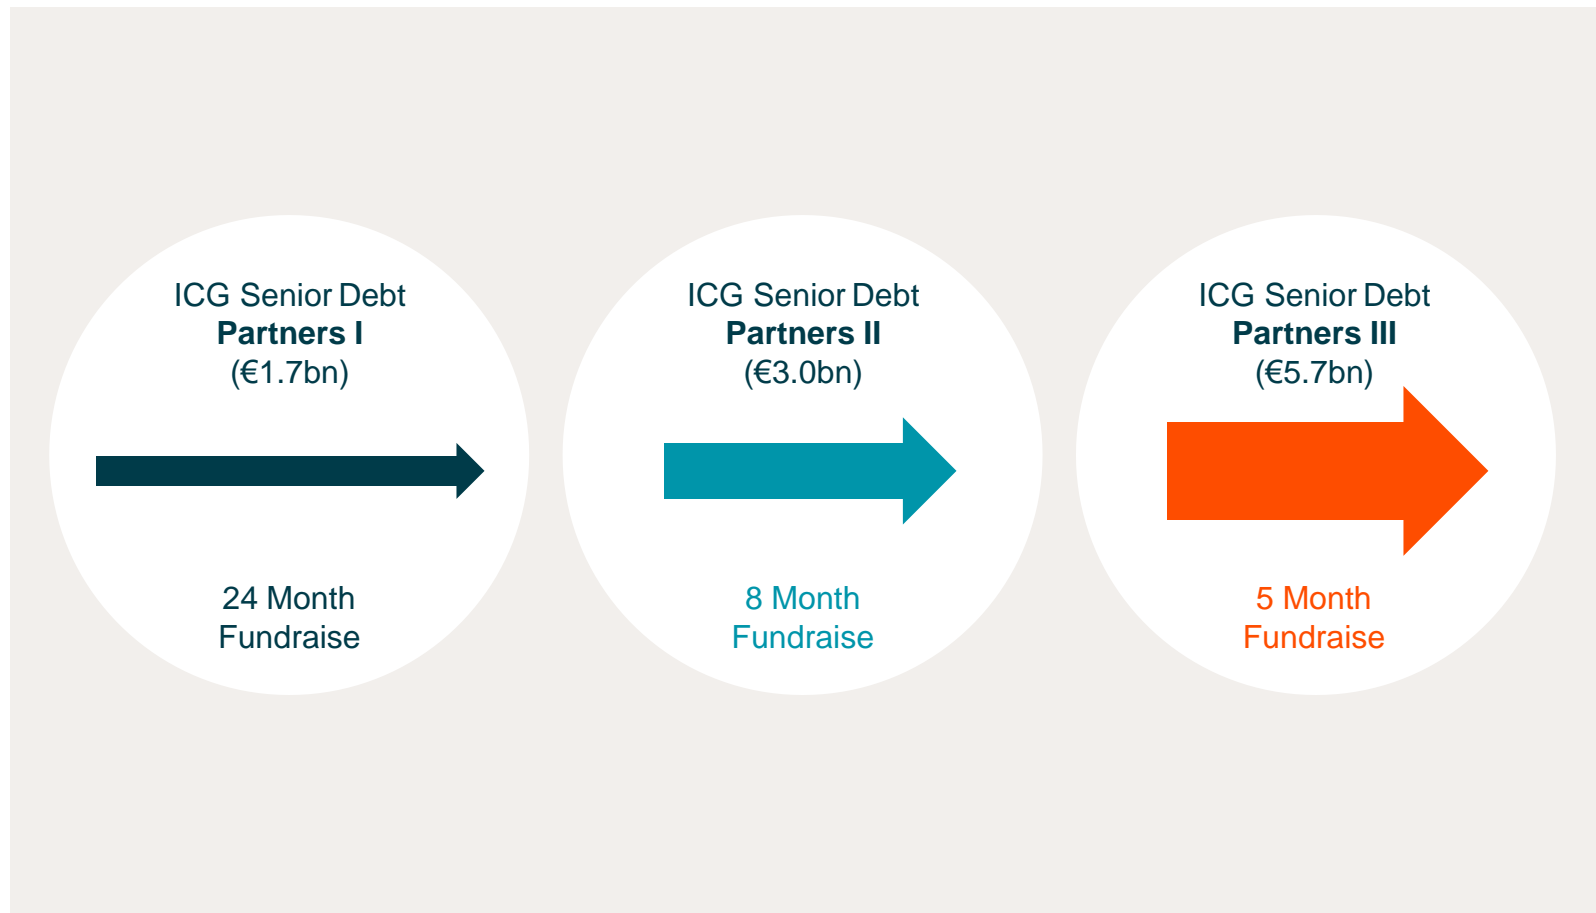 ICG Senior Debt
Partners I
(€1.7bn)
24 Month
Fundraise
ICG Senior Debt
Partners II
(€3.0bn)
8 Month
Fundraise
ICG Senior Debt
Partners III
(€5.7bn)
5 Month
Fundraise